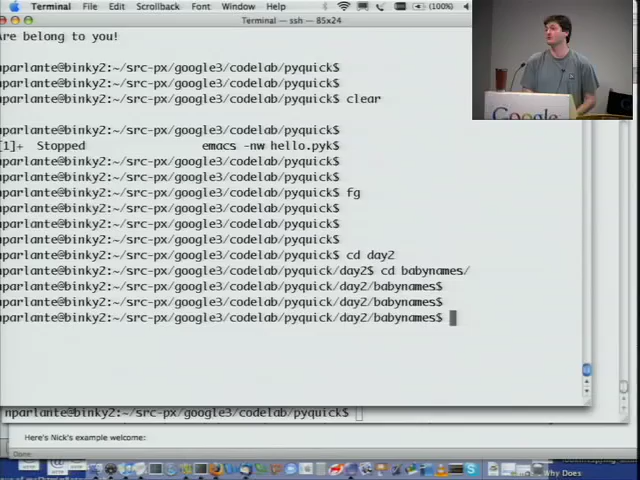 Terminal File Edit Scrollback Font Window Help (100%)
Terminal — ssh — 85x24
are belong to you!
nparlante@binky2:~/src-px/google3/codelab/pyquick$
nparlante@binky2:~/src-px/google3/codelab/pyquick$
nparlante@binky2:~/src-px/google3/codelab/pyquick$ clear
nparlante@binky2:~/src-px/google3/codelab/pyquick$
[1]+ Stopped emacs -nw hello.pyk$
nparlante@binky2:~/src-px/google3/codelab/pyquick$
nparlante@binky2:~/src-px/google3/codelab/pyquick$
nparlante@binky2:~/src-px/google3/codelab/pyquick$ fg
nparlante@binky2:~/src-px/google3/codelab/pyquick$
nparlante@binky2:~/src-px/google3/codelab/pyquick$
nparlante@binky2:~/src-px/google3/codelab/pyquick$
nparlante@binky2:~/src-px/google3/codelab/pyquick$ cd day2
nparlante@binky2:~/src-px/google3/codelab/pyquick/day2$ cd babynames/
nparlante@binky2:~/src-px/google3/codelab/pyquick/day2/babynames$
nparlante@binky2:~/src-px/google3/codelab/pyquick/day2/babynames$
nparlante@binky2:~/src-px/google3/codelab/pyquick/day2/babynames$
nparlante@binky2:~/src-px/google3/codelab/pyquick$
Here's Nick's example welcome:
Done
Why Does
Google